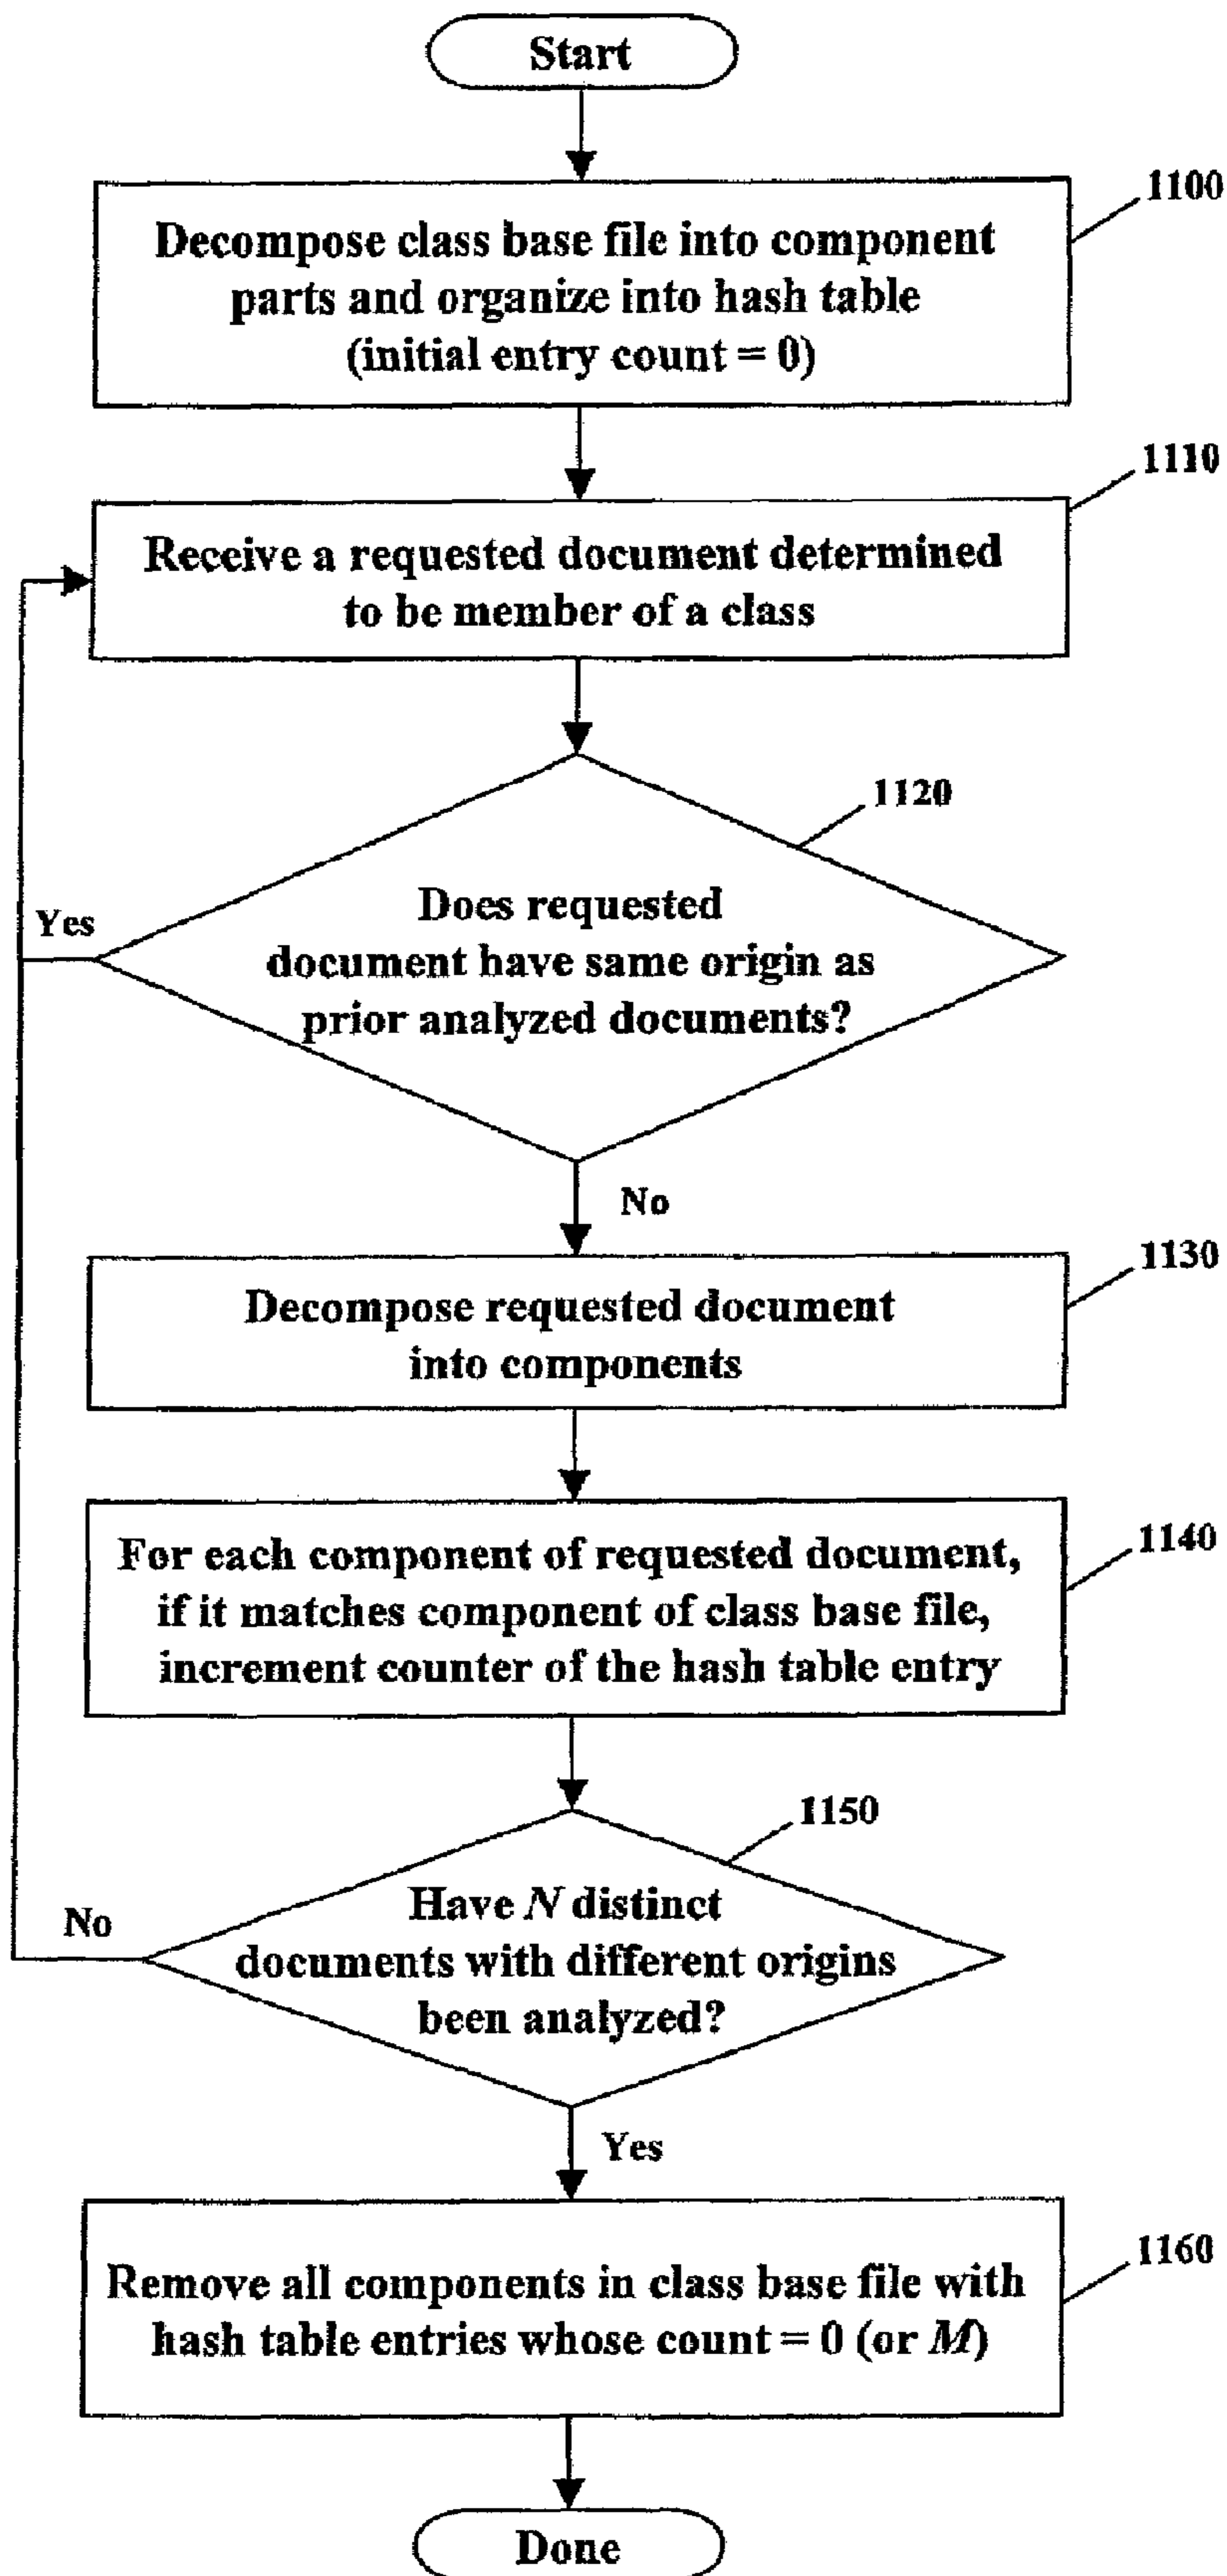 Start
1100
Decompose class base file into component
parts and organize into hash table
(initial entry count = 0)
1110
Receive a requested document determined
to be member of a class
1120
Does requested
document have same origin as
prior analyzed documents?
Yes
No
1130
Decompose requested document
into components
1140
For each component of requested document,
if it matches component of class base file,
increment counter of the hash table entry
1150
Have N distinct
documents with different origins
been analyzed?
No
Yes
1160
Remove all components in class base file with
hash table entries whose count = 0 (or M)
Done